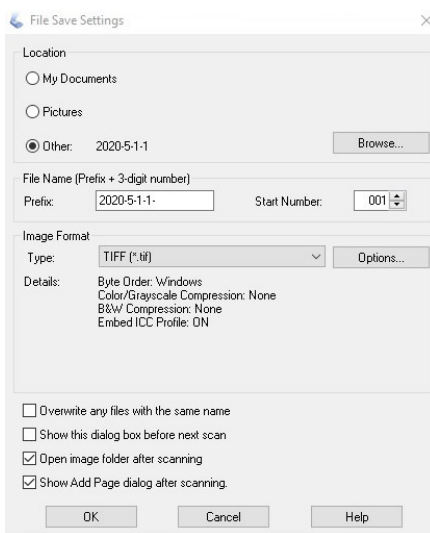 File Save Settings
Location
My Documents
Pictures
Other: 2020-5-1-1 Browse...
File Name (Prefix + 3-digit number)
Prefix: 2020-5-1-1- Start Number: 001
Image Format
Type: TIFF (*.tif) Options...
Details: Byte Order: Windows
Color/Grayscale Compression: None
B&W Compression: None
Embed ICC Profile: ON
Overwrite any files with the same name
Show this dialog box before next scan
Open image folder after scanning
Show Add Page dialog after scanning.
OK Cancel Help